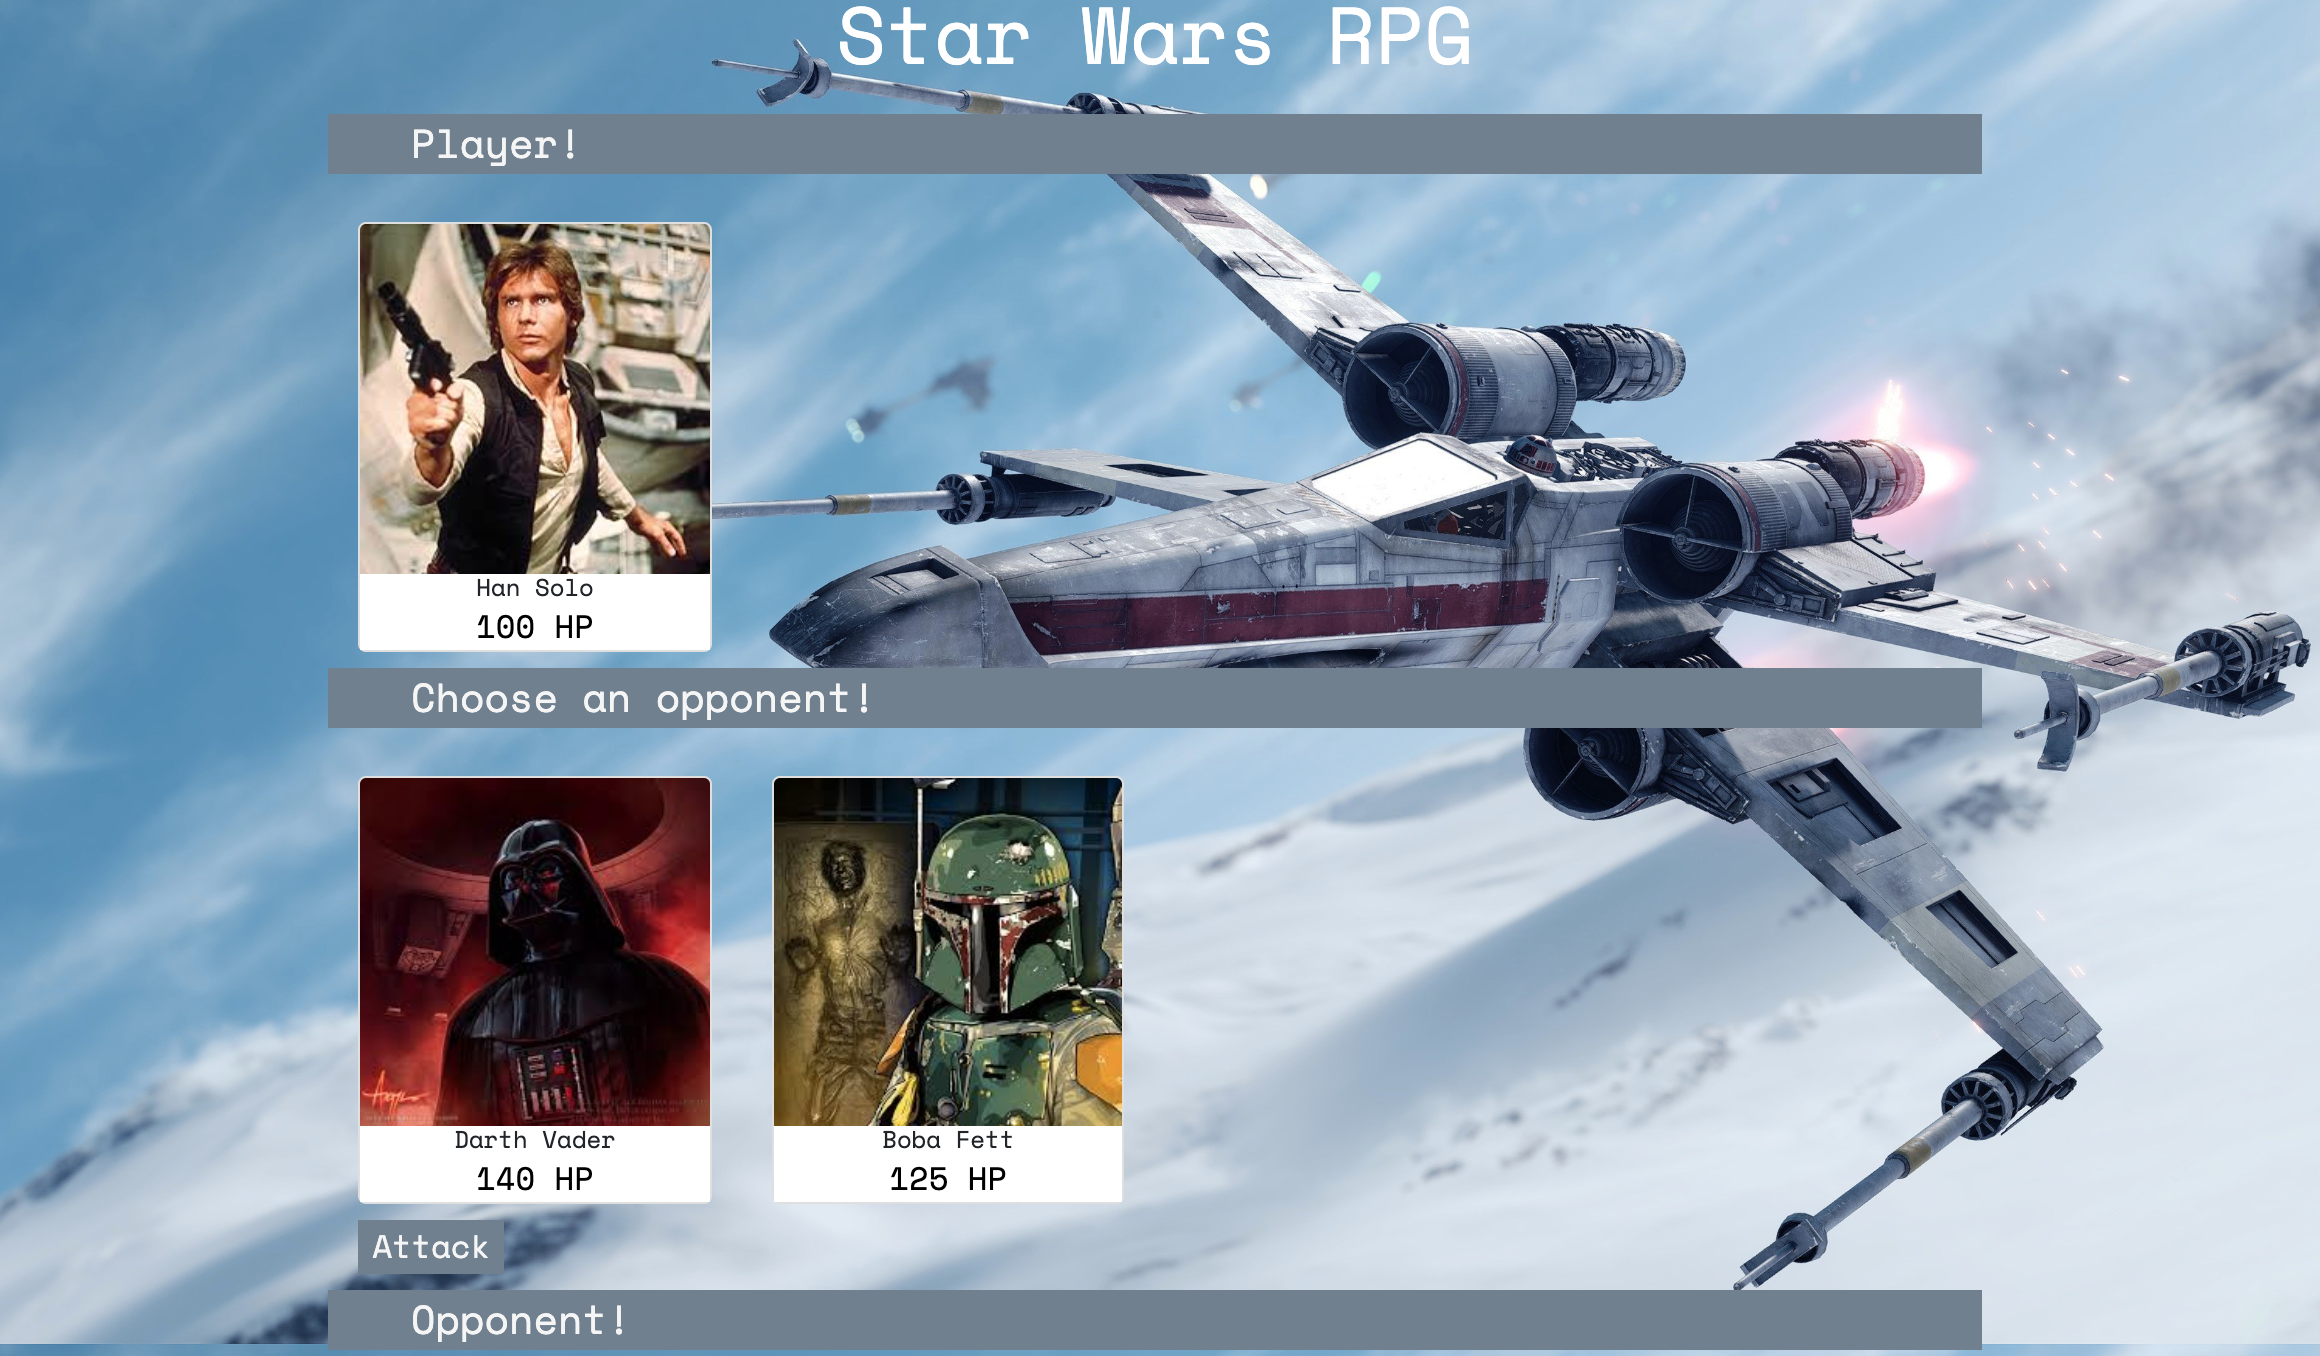 Star Wars RPG
Player!
Han Solo
100 HP
Choose an opponent!
Darth Vader
140 HP
Boba Fett
125 HP
Attack
Opponent!